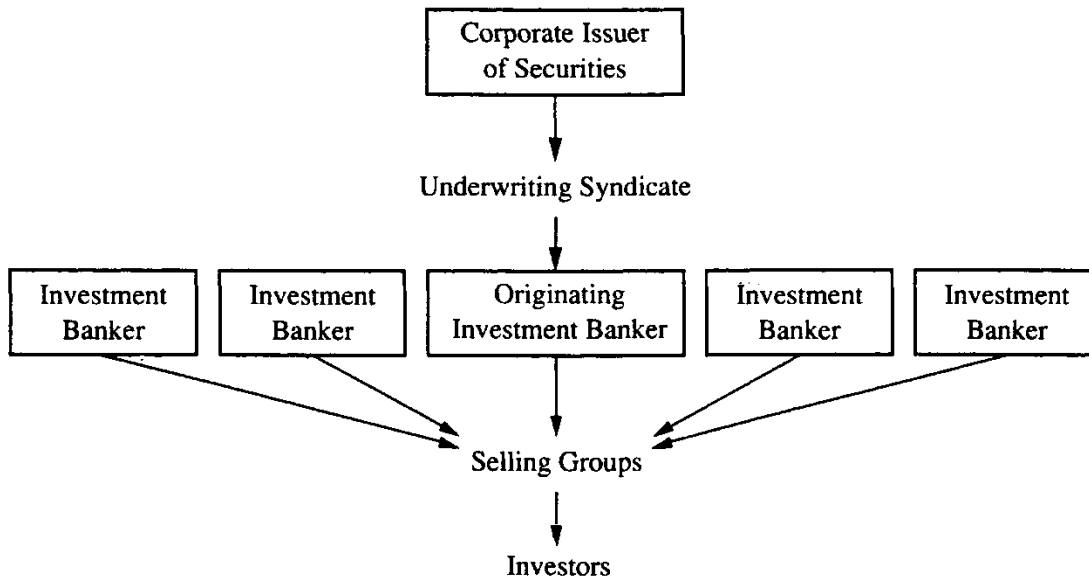 Corporate Issuer
of Securities
Underwriting Syndicate
Investment
Banker
Investment
Banker
Originating
Investment Banker
Investment
Banker
Investment
Banker
Selling Groups
Investors